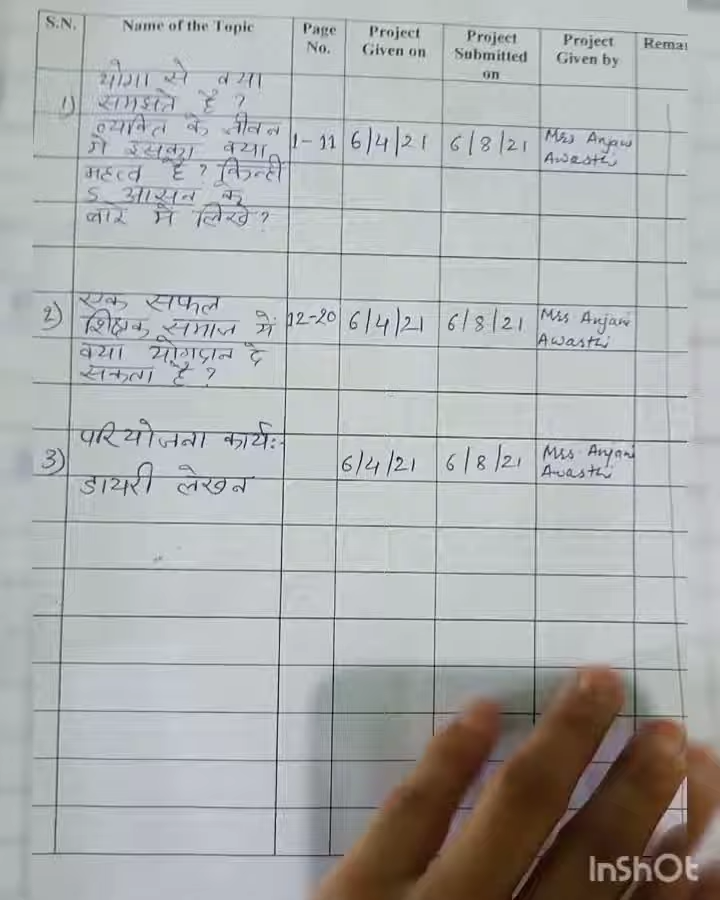 S.N. Name of the Topic Page No. Project Given on Project Submitted on Project Given by Remar
1) योगा से क्या
समझते है ?
व्यक्ति के जीवन
मे इसका क्या 1-11 6/4/21 6/8/21 Mrs Anjani Awasthi
महत्व है ? किन्ही
5 आसन के
बारे में लिखे ?
2) एक सफल
शिक्षक समाज में 12-20 6/4/21 6/8/21 Mrs Anjani Awasthi
क्या योगदान दे
सकता है ?
3) परियोजना कार्य:-
डायरी लेखन 6/4/21 6/8/21 Mrs Anjani Awasthi
InShOt